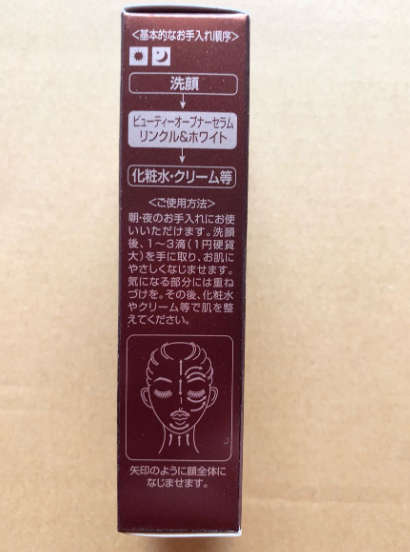 <基本的なお手入れ順序>
洗顔
ビューティーオープナーセラム
リンクル&ホワイト
化粧水・クリーム等
<ご使用方法>
朝・夜のお手入れにお使
いいただけます。洗顔
後、1～3滴(1円硬貨
大)を手に取り、お肌に
やさしくなじませます。
気になる部分には重ね
づけを。その後、化粧水
やクリーム等で肌を整
えてください。
矢印のように顔全体に
なじませます。